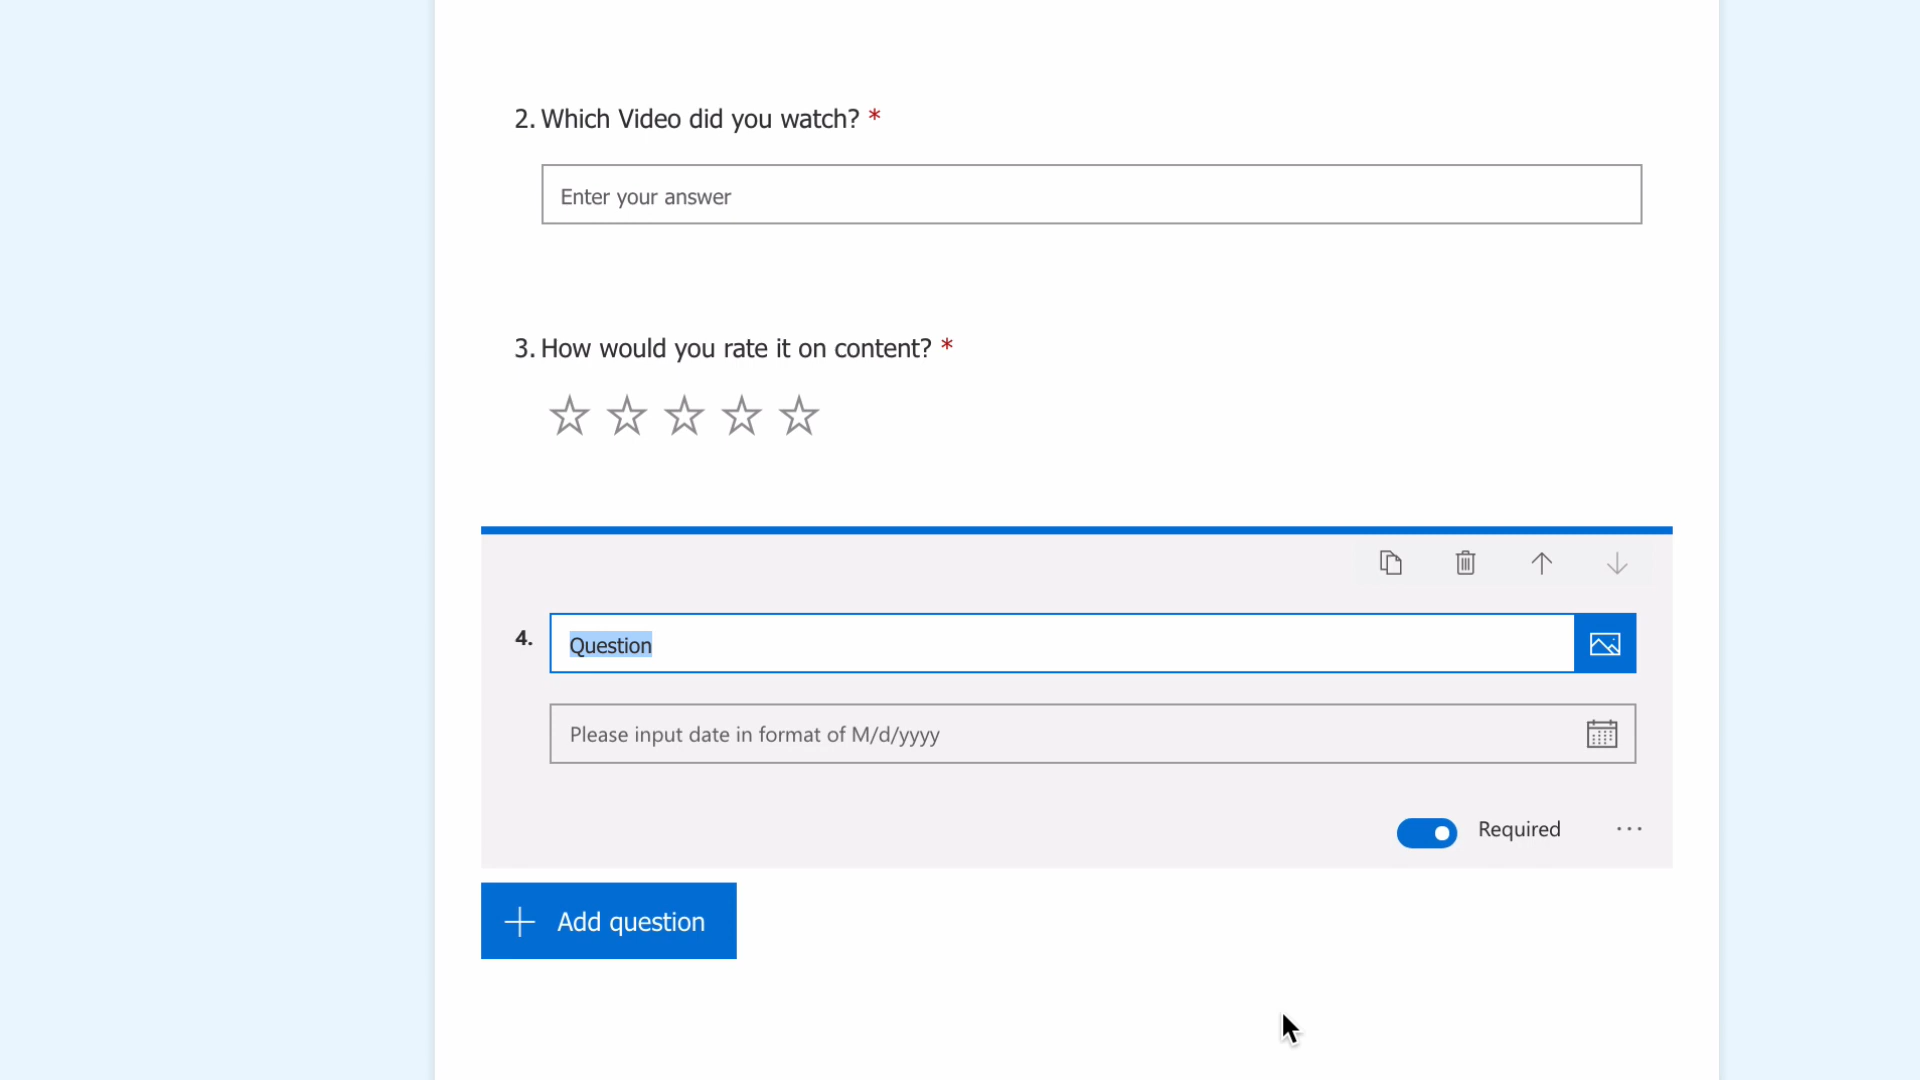 2. Which Video did you watch? *
Enter your answer
3. How would you rate it on content? *
4. Question
Please input date in format of M/d/yyyy
Required
Add question